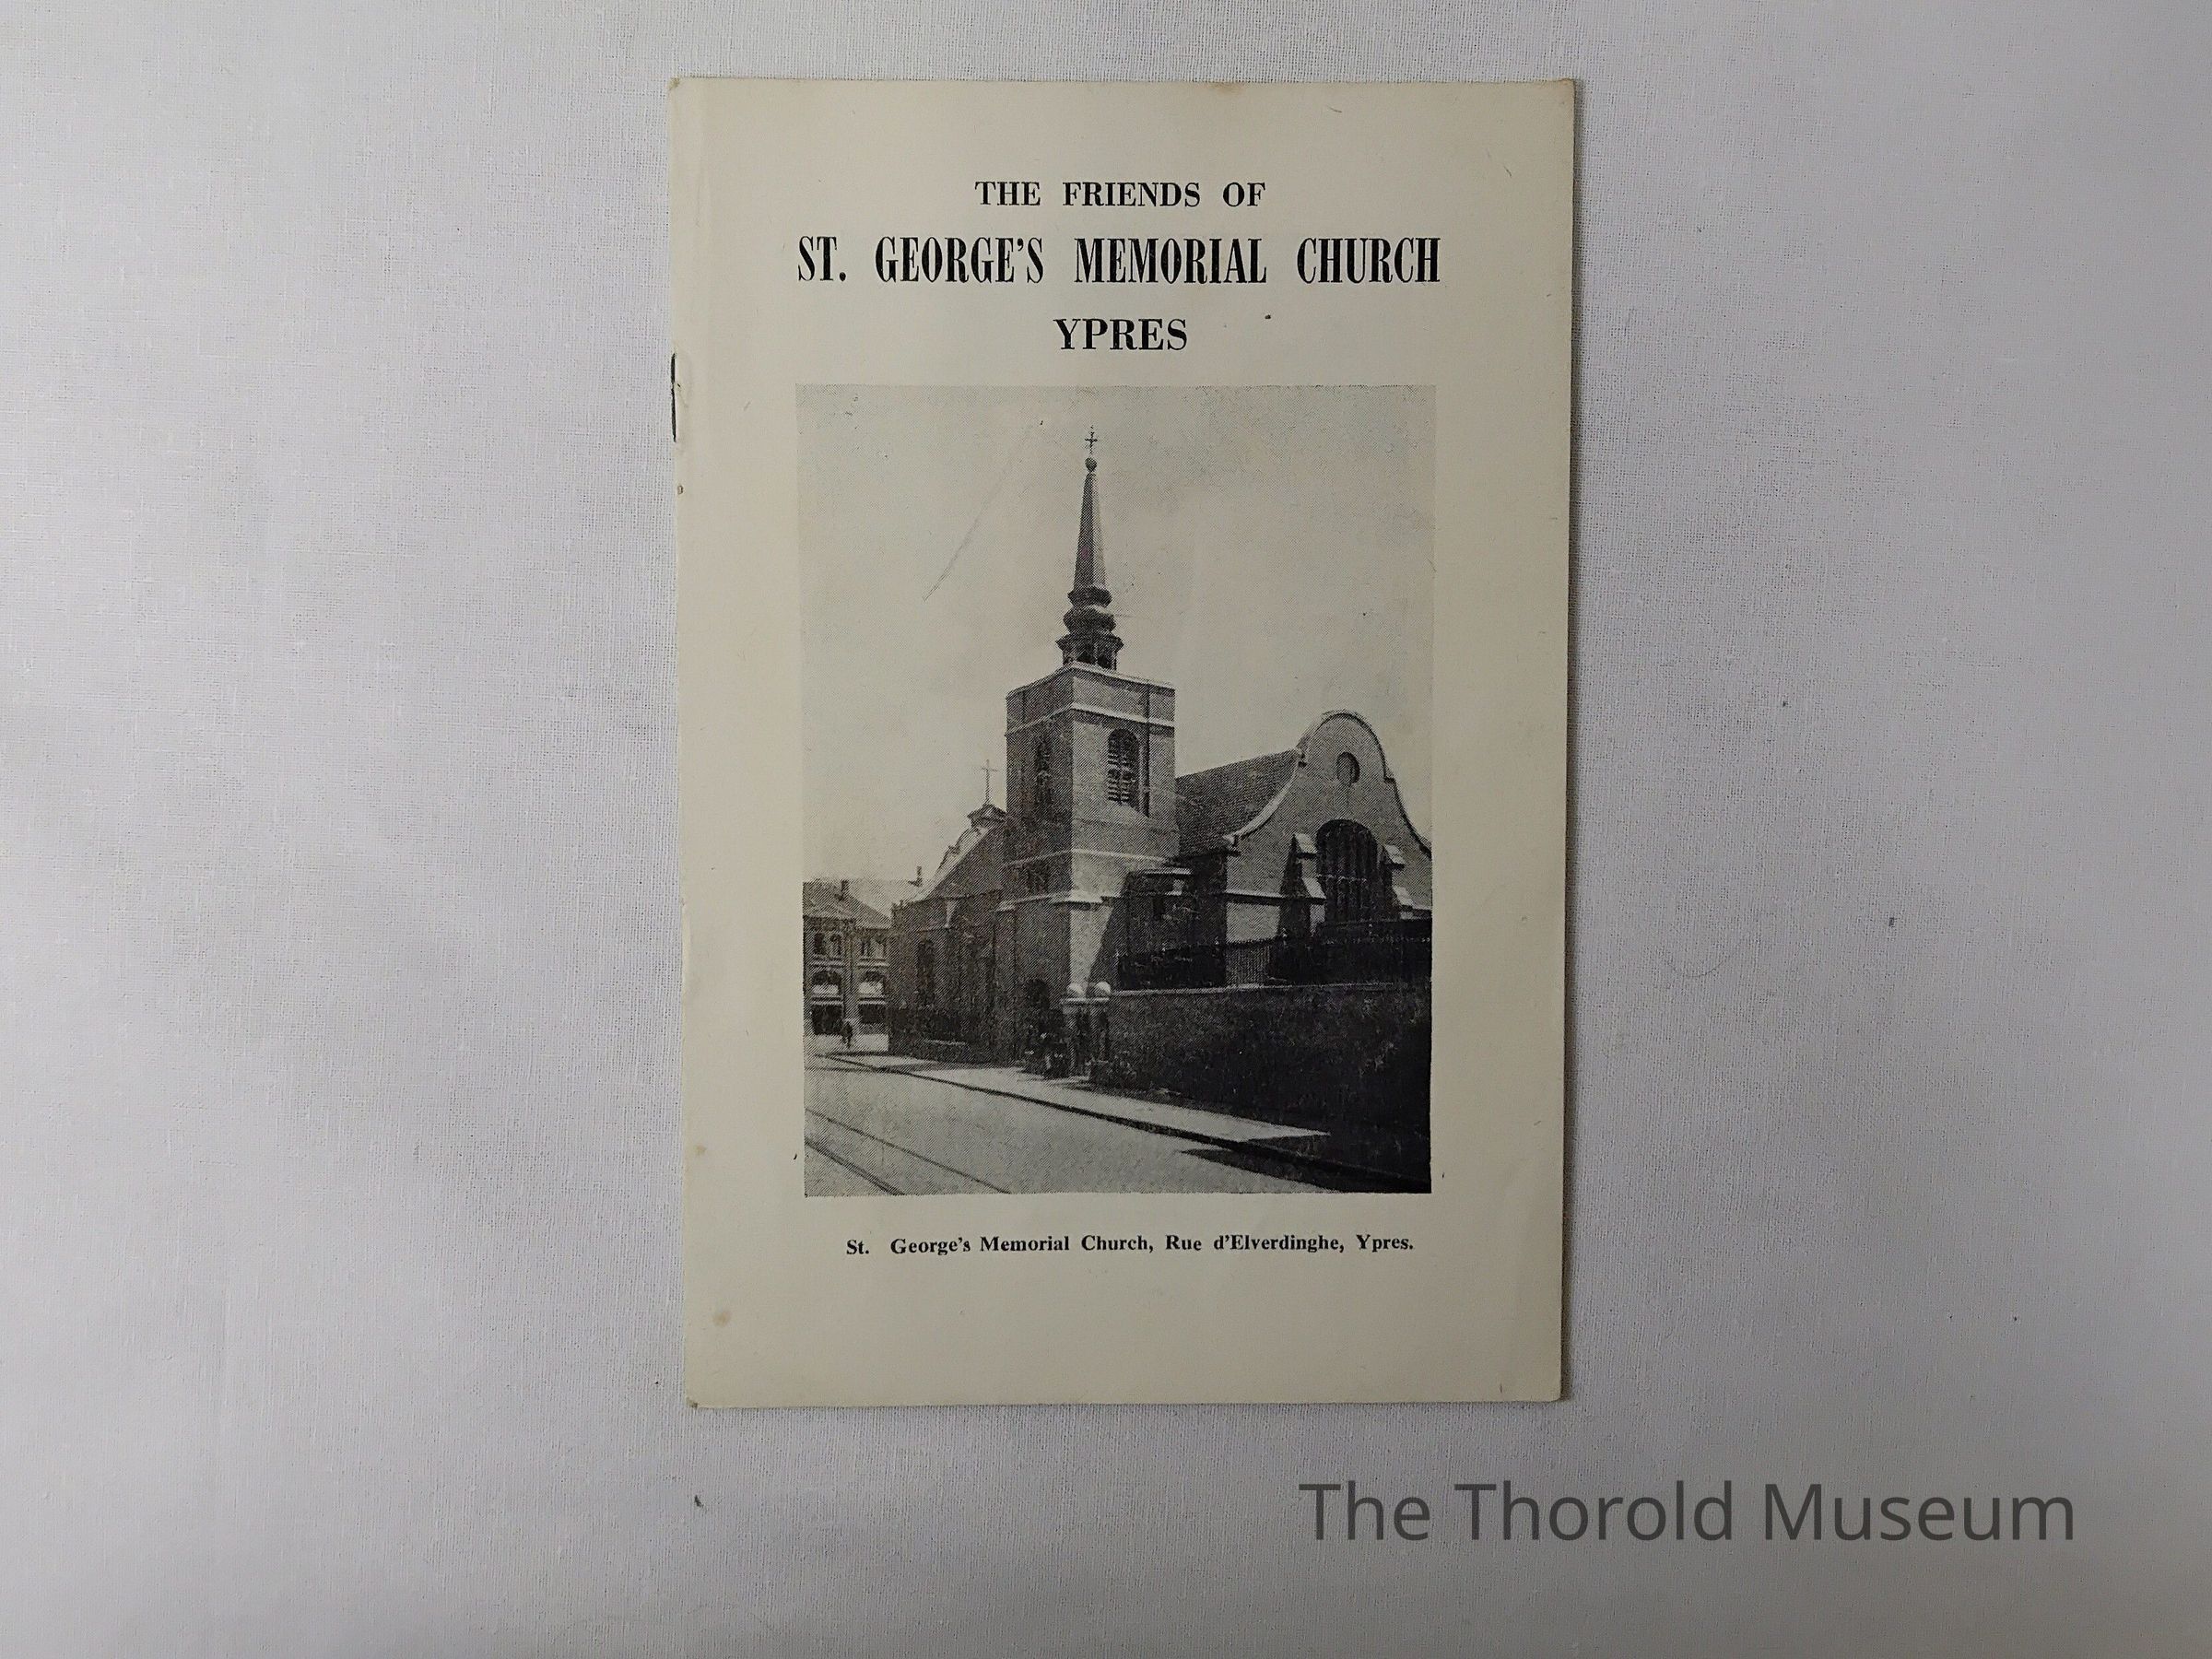 THE FRIENDS OF
ST. GEORGE'S MEMORIAL CHURCH
YPRES
St. George's Memorial Church, Rue d'Elverdinghe, Ypres.
The Thorold Museum